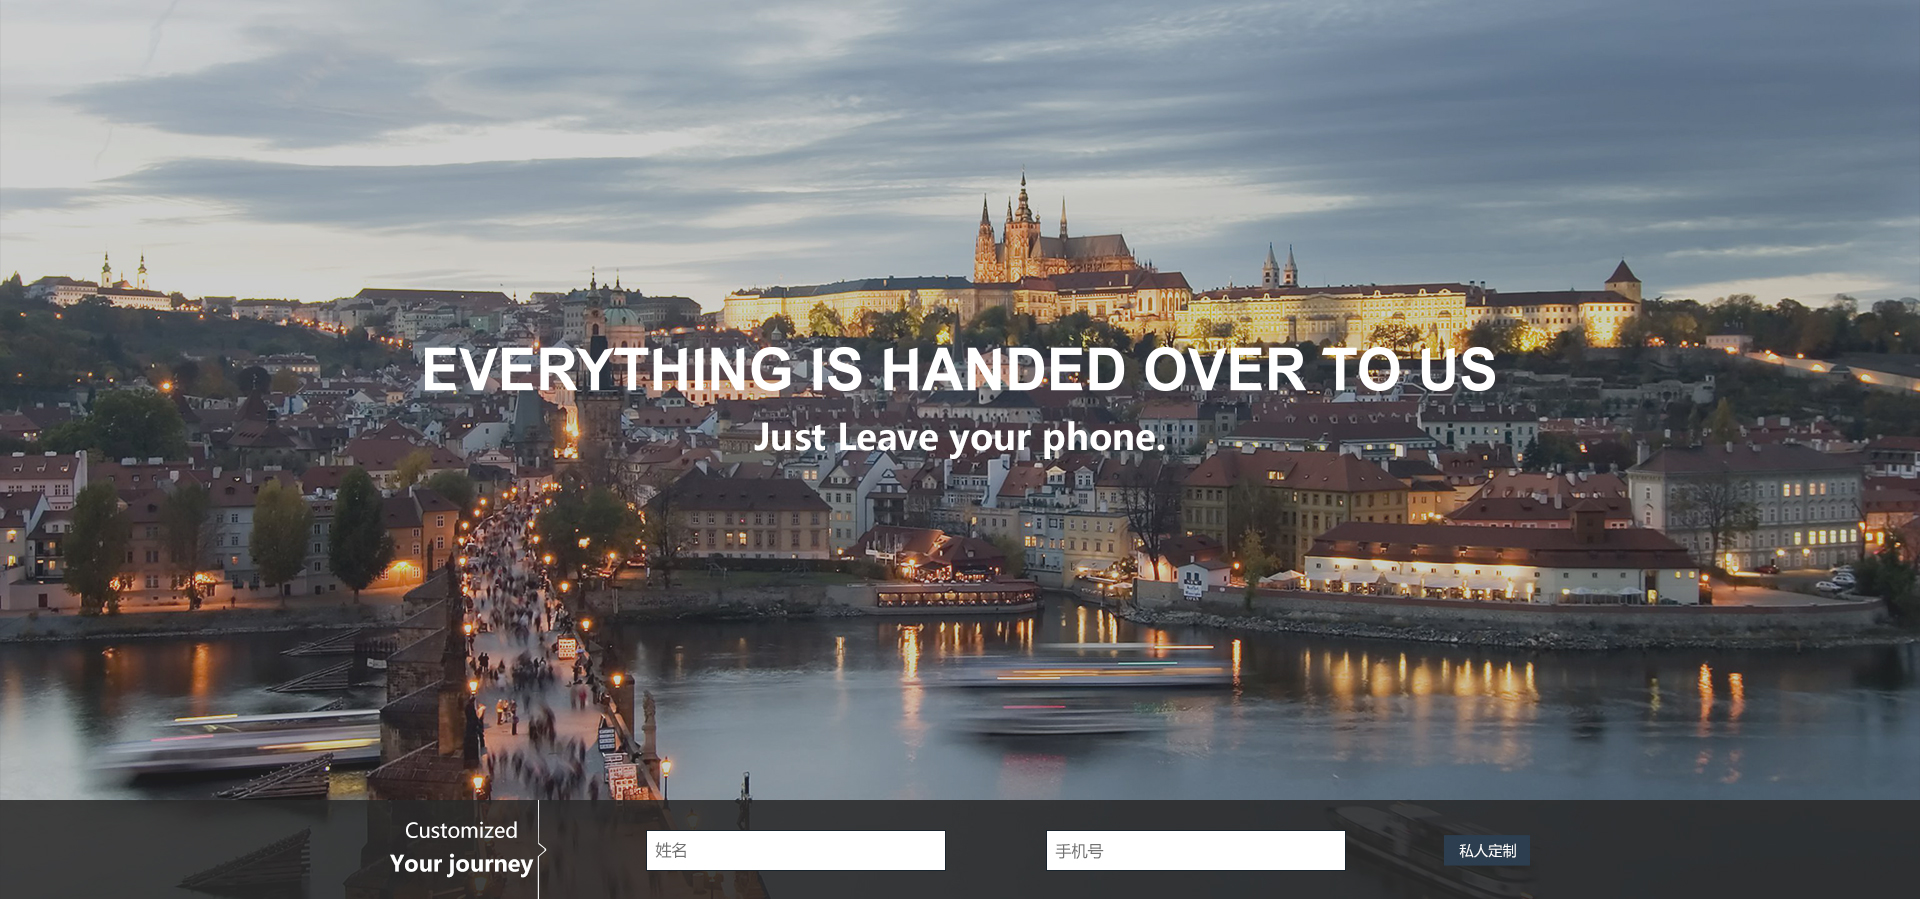 EVERYTHING IS HANDED OVER TO US
Just Leave your phone.
Customized
Your journey
姓名
手机号
私人定制